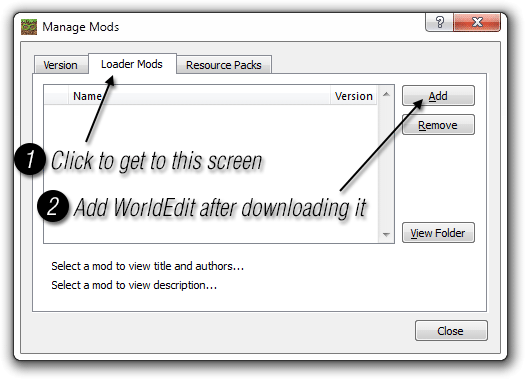 Manage Mods
Version Loader Mods Resource Packs
Name Version
Add
Remove
1 Click to get to this screen
2 Add WorldEdit after downloading it
View Folder
Select a mod to view title and authors...
Select a mod to view description...
Close